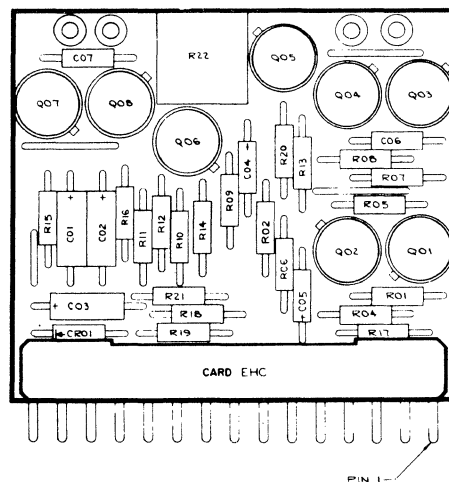 C07
R22
Q05
Q07
Q08
Q04
Q03
Q06
C04
R20
R13
C06
R08
R07
R05
R15
C01
C02
R16
R11
R12
R10
R14
R09
R02
R06
C05
Q02
Q01
R21
R01
C03
R18
R04
CR01
R19
R17
CARD EHC
PIN 1